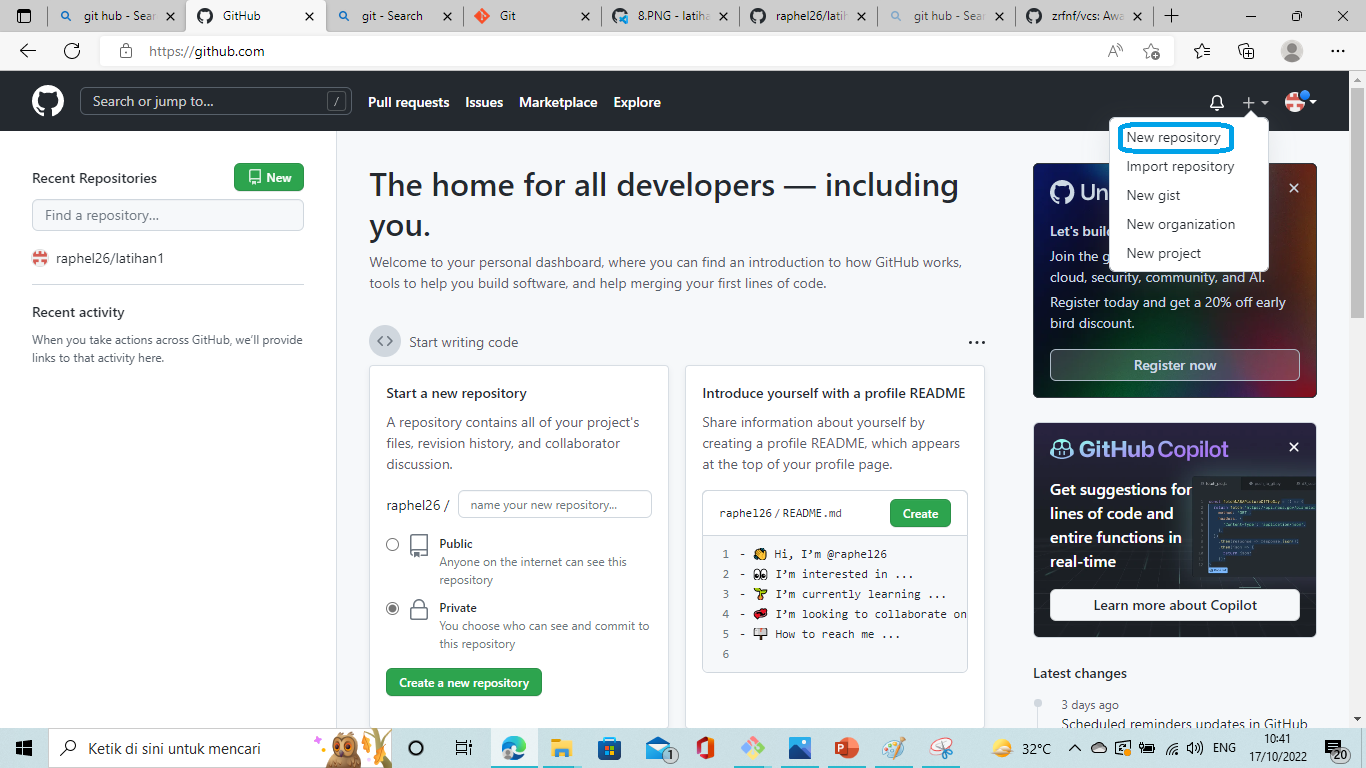 git hub - Sear
GitHub
git - Search
Git
8.PNG - latiha
raphel26/latih
git hub - Sear
zrfnf/vcs: Awa
https://github.com
Search or jump to...
/
Pull requests
Issues
Marketplace
Explore
New repository
Import repository
New gist
New organization
New project
Recent Repositories
New
Find a repository...
raphel26/latihan1
Recent activity
When you take actions across GitHub, we'll provide
links to that activity here.
The home for all developers — including
you.
Welcome to your personal dashboard, where you can find an introduction to how GitHub works,
tools to help you build software, and help merging your first lines of code.
Start writing code
Start a new repository
A repository contains all of your project's
files, revision history, and collaborator
discussion.
raphel26 /
name your new repository...
Public
Anyone on the internet can see this
repository
Private
You choose who can see and commit to
this repository
Create a new repository
Introduce yourself with a profile README
Share information about yourself by
creating a profile README, which appears
at the top of your profile page.
raphel26 / README.md
Create
1 - 👋 Hi, I'm @raphel26
2 - 👀 I'm interested in ...
3 - 🌱 I'm currently learning ...
4 - 💞️ I'm looking to collaborate on
5 - 📫 How to reach me ...
6
Un
Let's build
Join the g
cloud, security, community, and AI.
Register today and get a 20% off early
bird discount.
Register now
GitHub Copilot
Get suggestions for
lines of code and
entire functions in
real-time
Learn more about Copilot
Latest changes
3 days ago
Scheduled reminders updates in GitHub
Ketik di sini untuk mencari
1
32°C
ENG
10:41
17/10/2022
20